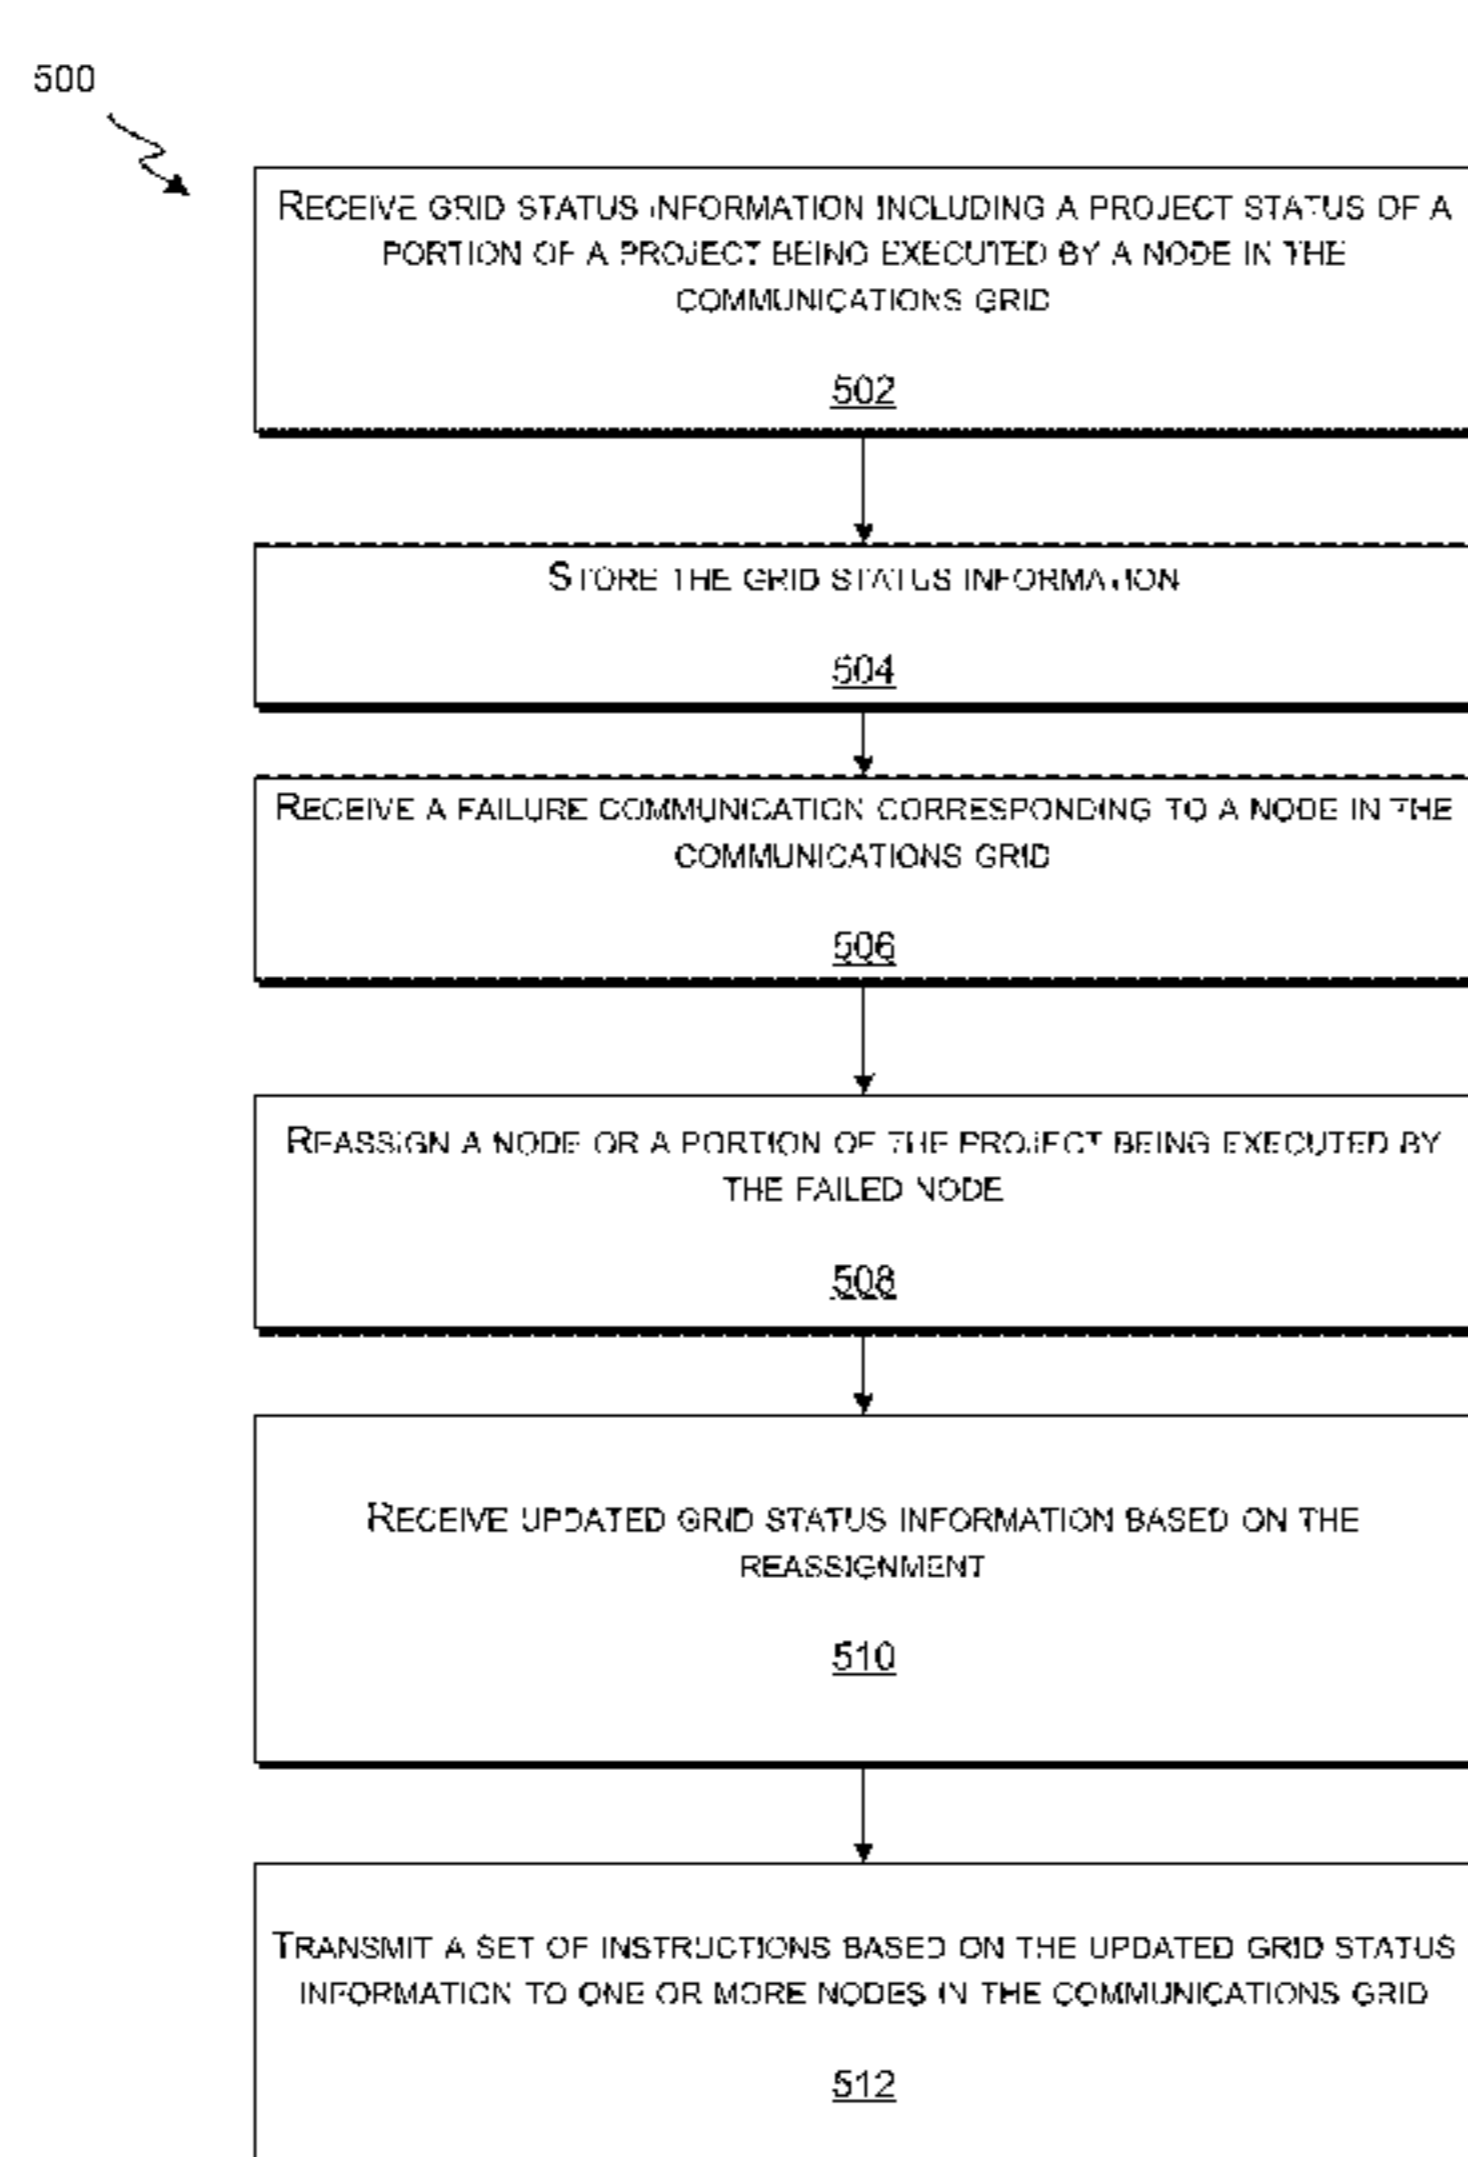 500
RECEIVE GRID STATUS INFORMATION INCLUDING A PROJECT STATUS OF A
PORTION OF A PROJECT BEING EXECUTED BY A NODE IN THE
COMMUNICATIONS GRID
502
STORE THE GRID STATUS INFORMATION
504
RECEIVE A FAILURE COMMUNICATION CORRESPONDING TO A NODE IN THE
COMMUNICATIONS GRID
506
REASSIGN A NODE OR A PORTION OF THE PROJECT BEING EXECUTED BY
THE FAILED NODE
508
RECEIVE UPDATED GRID STATUS INFORMATION BASED ON THE
REASSIGNMENT
510
TRANSMIT A SET OF INSTRUCTIONS BASED ON THE UPDATED GRID STATUS
INFORMATION TO ONE OR MORE NODES IN THE COMMUNICATIONS GRID
512